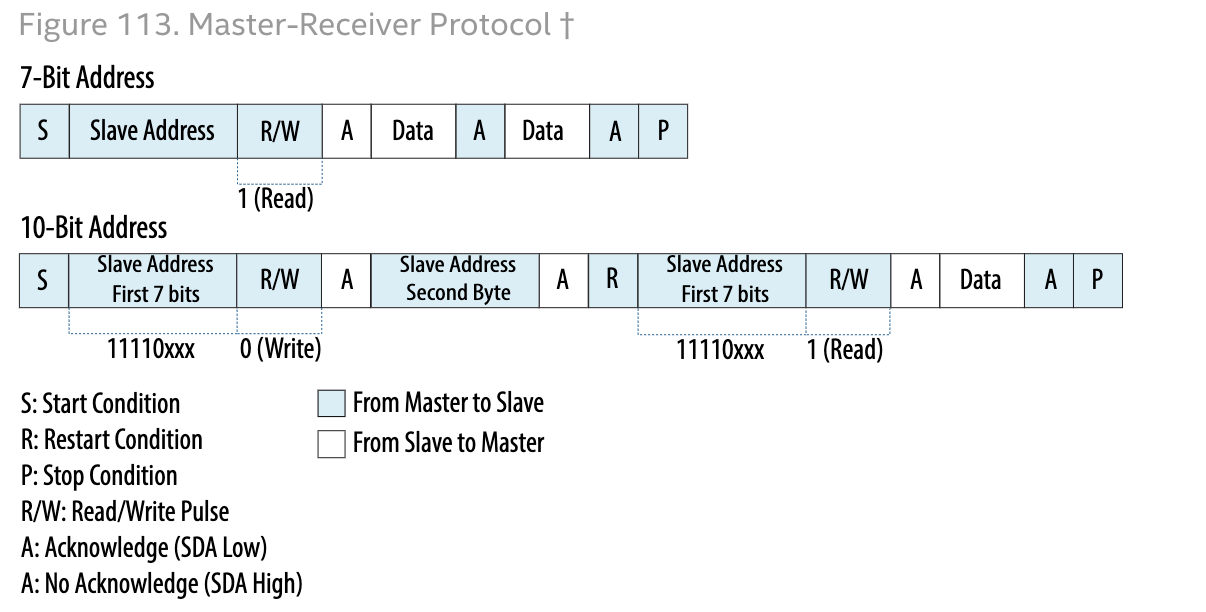 Figure 113. Master-Receiver Protocol †
7-Bit Address
S Slave Address R/W A Data A Data A P
1 (Read)
10-Bit Address
S Slave Address First 7 bits R/W A Slave Address Second Byte A R Slave Address First 7 bits R/W A Data A P
11110xxx 0 (Write) 11110xxx 1 (Read)
S: Start Condition
From Master to Slave
R: Restart Condition
From Slave to Master
P: Stop Condition
R/W: Read/Write Pulse
A: Acknowledge (SDA Low)
A: No Acknowledge (SDA High)